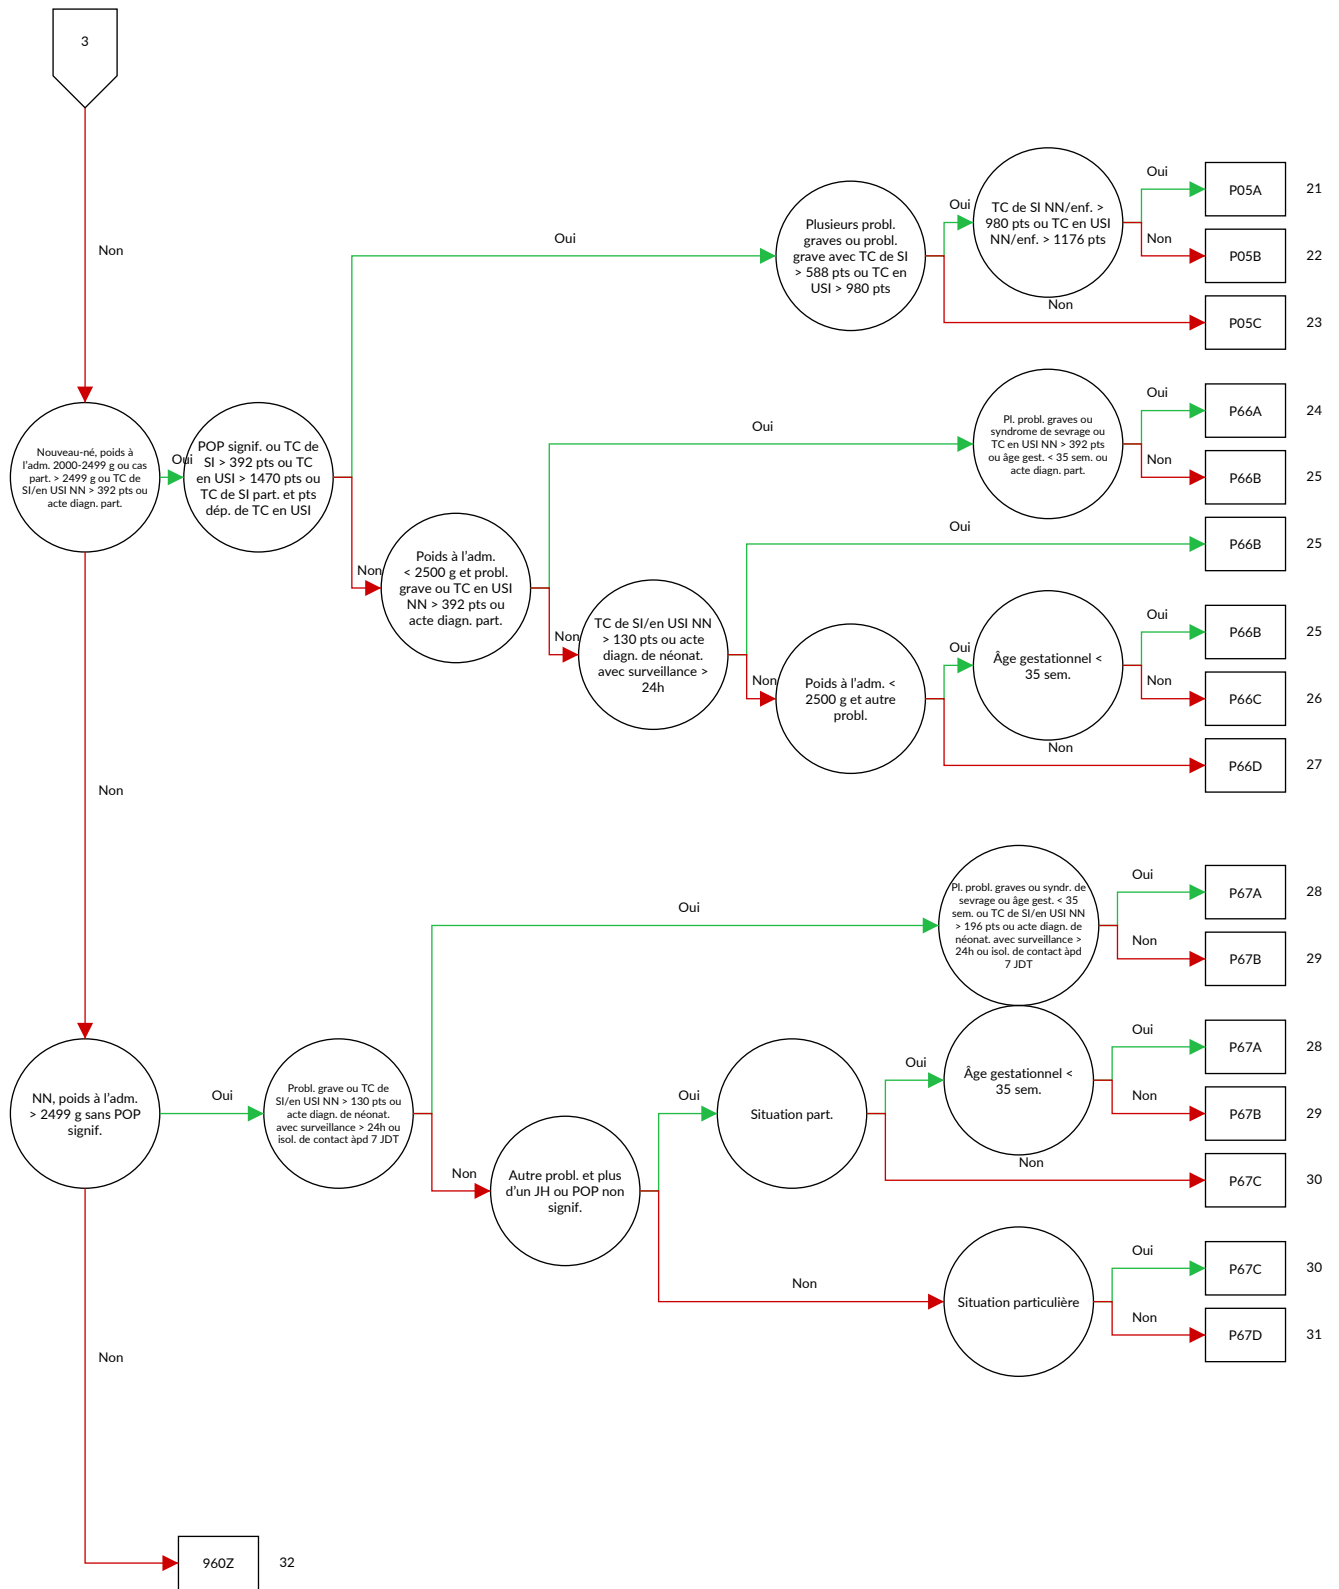 3
Non
Oui
Plusieurs probl.
graves ou probl.
grave avec TC de SI
> 588 pts ou TC en
USI > 980 pts
Oui
TC de SI NN/enf. >
980 pts ou TC en USI
NN/enf. > 1176 pts
Oui
P05A
21
Non
P05B
22
Non
P05C
23
Nouveau-né, poids à
l'adm. 2000-2499 g ou cas
part. > 2499 g ou TC de
SI/en USI NN > 392 pts ou
acte diagn. part.
Oui
POP signif. ou TC de
SI > 392 pts ou TC
en USI > 1470 pts ou
TC de SI part. et pts
dép. de TC en USI
Non
Poids à l'adm.
< 2500 g et probl.
grave ou TC en USI
NN > 392 pts ou
acte diagn. part.
Oui
Pl. probl. graves ou
syndrome de sevrage ou
TC en USI NN > 392 pts
ou âge gest. < 35 sem. ou
acte diagn. part.
Oui
P66A
24
Non
P66B
25
Non
TC de SI/en USI NN
> 130 pts ou acte
diagn. de néonat.
avec surveillance >
24h
Oui
P66B
25
Non
Poids à l'adm. <
2500 g et autre
probl.
Oui
Âge gestationnel <
35 sem.
Oui
P66B
25
Non
P66C
26
Non
P66D
27
Non
NN, poids à l'adm.
> 2499 g sans POP
signif.
Oui
Probl. grave ou TC de
SI/en USI NN > 130 pts ou
acte diagn. de néonat.
avec surveillance > 24h ou
isol. de contact àpd 7 JDT
Oui
Pl. probl. graves ou syndr. de
sevrage ou âge gest. < 35
sem. ou TC de SI/en USI NN
> 196 pts ou acte diagn. de
néonat. avec surveillance >
24h ou isol. de contact àpd
7 JDT
Oui
P67A
28
Non
P67B
29
Non
Autre probl. et plus
d'un JH ou POP non
signif.
Oui
Situation part.
Oui
Âge gestationnel <
35 sem.
Oui
P67A
28
Non
P67B
29
Non
P67C
30
Non
Situation particulière
Oui
P67C
30
Non
P67D
31
Non
960Z
32